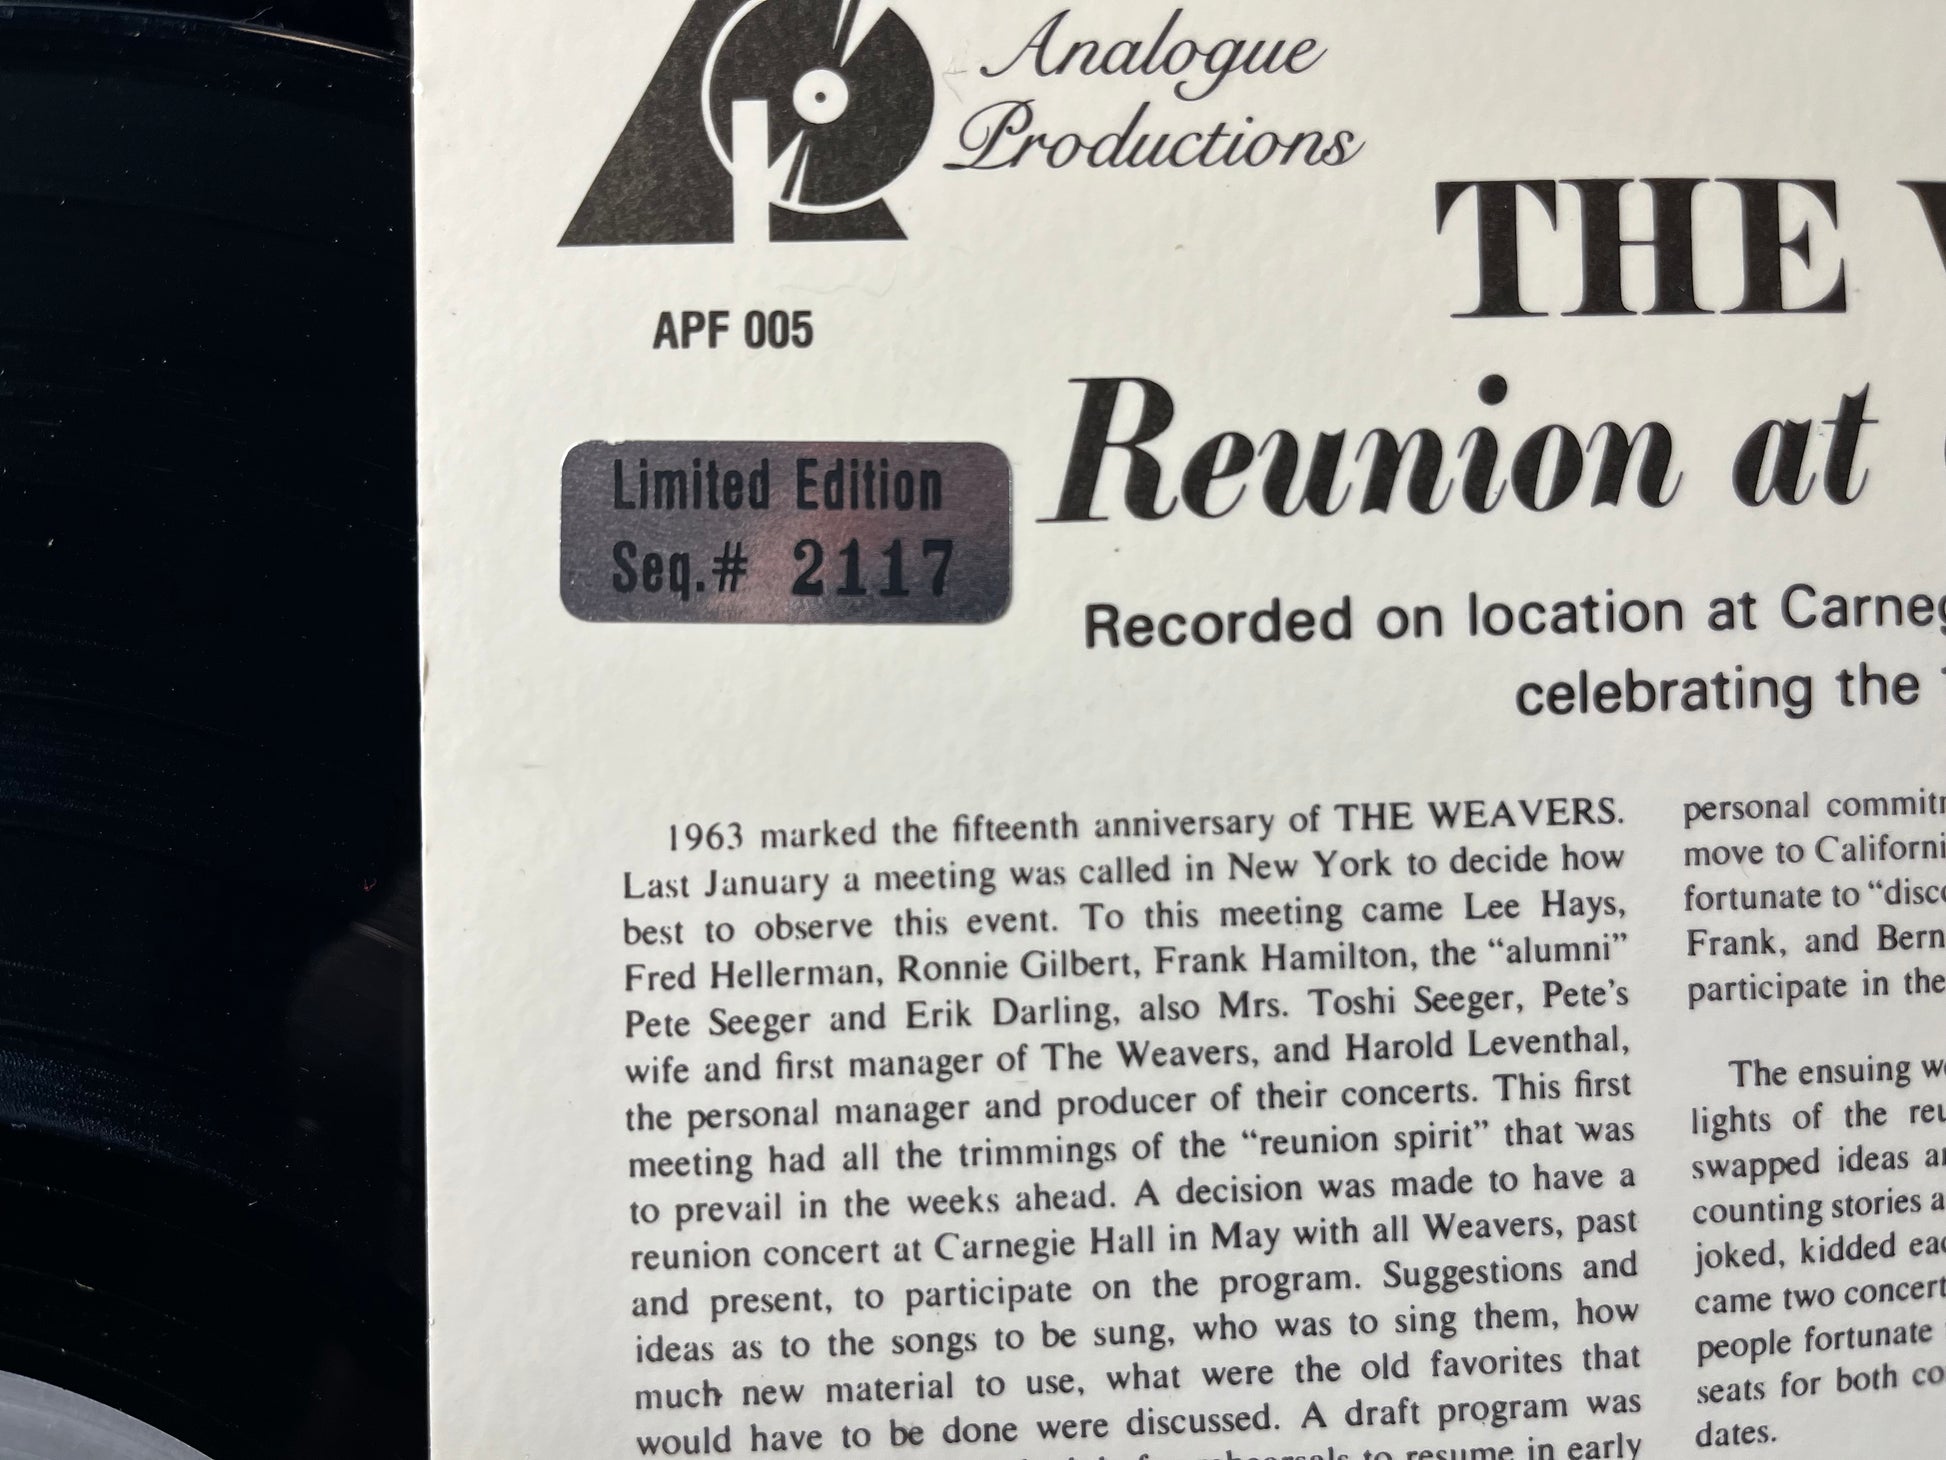 Analogue
Productions
APF 005
THE
Reunion at
Limited Edition
Seq.# 2117
Recorded on location at
celebrating the
1963 marked the fifteenth anniversary of THE WEAVERS.
Last January a meeting was called in New York to decide how
best to observe this event. To this meeting came Lee Hays,
Fred Hellerman, Ronnie Gilbert, Frank Hamilton, the “alumni”
Pete Seeger and Erik Darling, also Mrs. Toshi Seeger, Pete’s
wife and first manager of The Weavers, and Harold Leventhal,
the personal manager and producer of their concerts. This first
meeting had all the trimmings of the “reunion spirit” that was
to prevail in the weeks ahead. A decision was made to have a
reunion concert at Carnegie Hall in May with all Weavers, past
and present, to participate on the program. Suggestions and
ideas as to the songs to be sung, who was to sing them, how
much new material to use, what were the old favorites that
would have to be done were discussed. A draft program was
to resume in early
personal
move to
fortunate to
Frank, and
participate in the
The ensuing
lights of the
swapped ideas
counting stories
joked, kidded
came two
people fortunate
seats for both
dates.